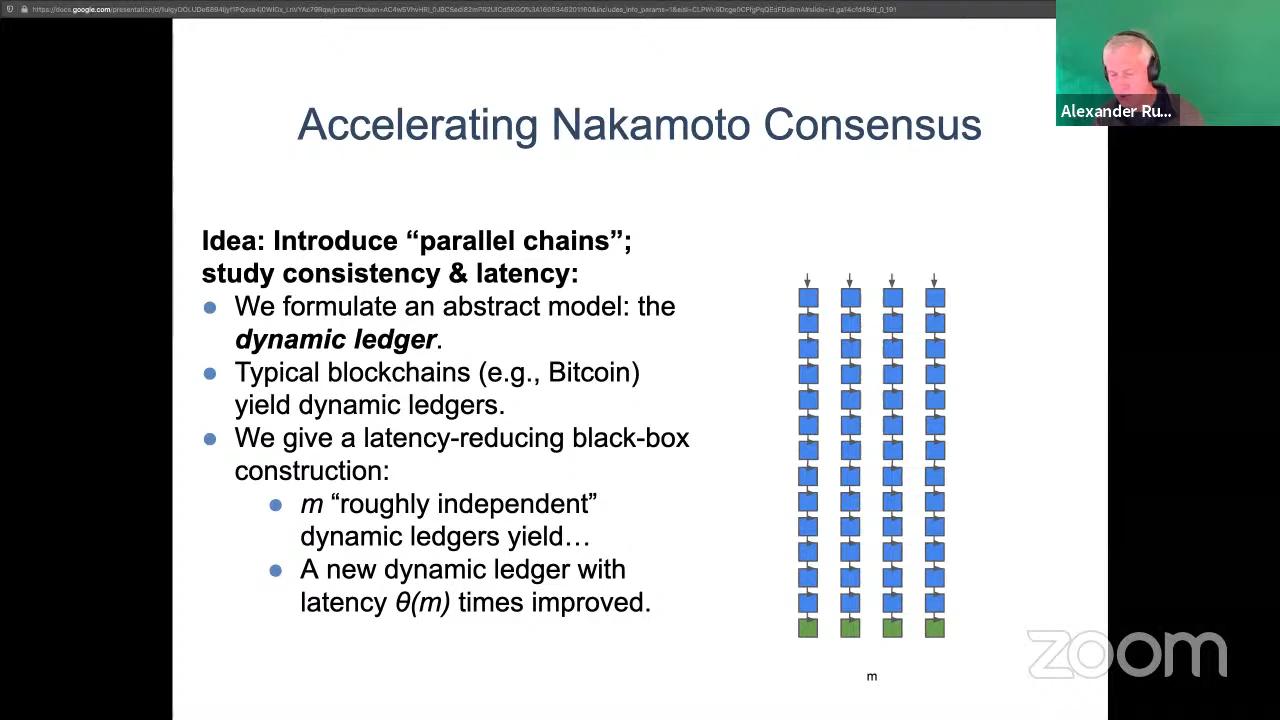 Accelerating Nakamoto Consensus
Alexander Ru...
Idea: Introduce “parallel chains”;
study consistency & latency:
● We formulate an abstract model: the
dynamic ledger.
● Typical blockchains (e.g., Bitcoin)
yield dynamic ledgers.
● We give a latency-reducing black-box
construction:
● m “roughly independent”
dynamic ledgers yield…
● A new dynamic ledger with
latency θ(m) times improved.
m
zoom